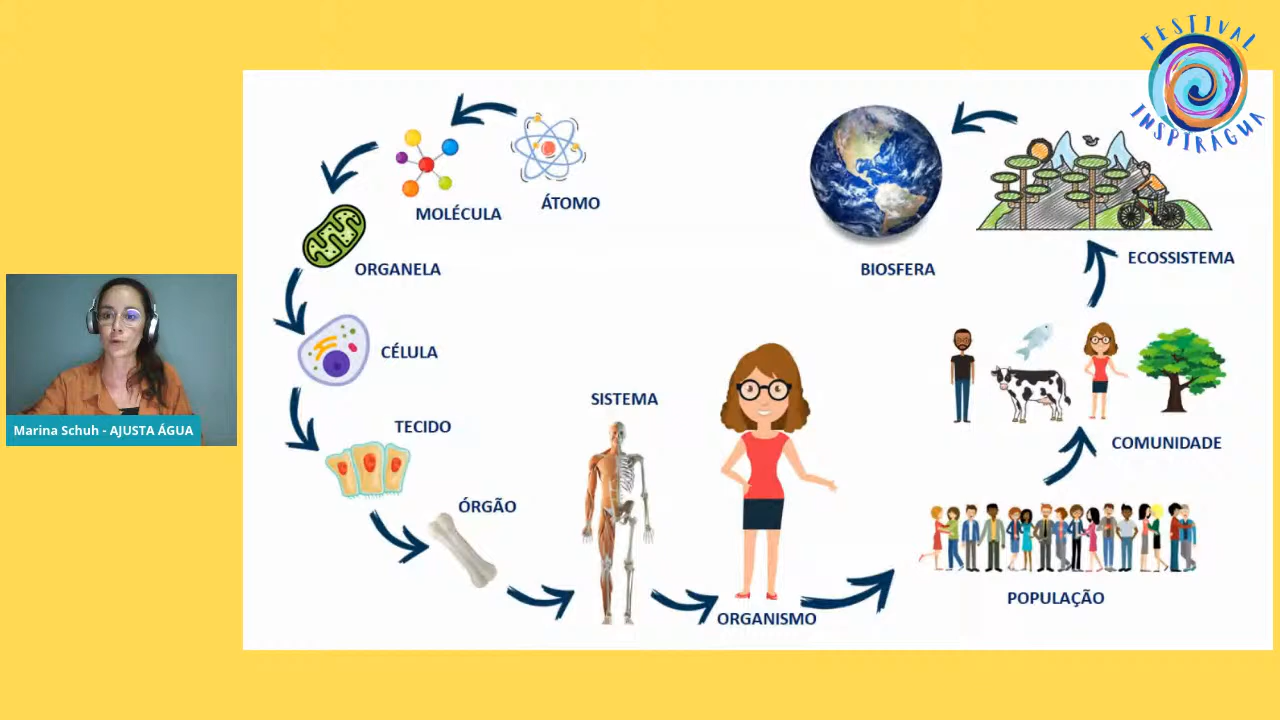 FESTIVAL
INSPIRÁGUA
ÁTOMO
MOLÉCULA
ORGANELA
CÉLULA
TECIDO
ÓRGÃO
SISTEMA
ORGANISMO
POPULAÇÃO
COMUNIDADE
ECOSSISTEMA
BIOSFERA
Marina Schuh - AJUSTA ÁGUA